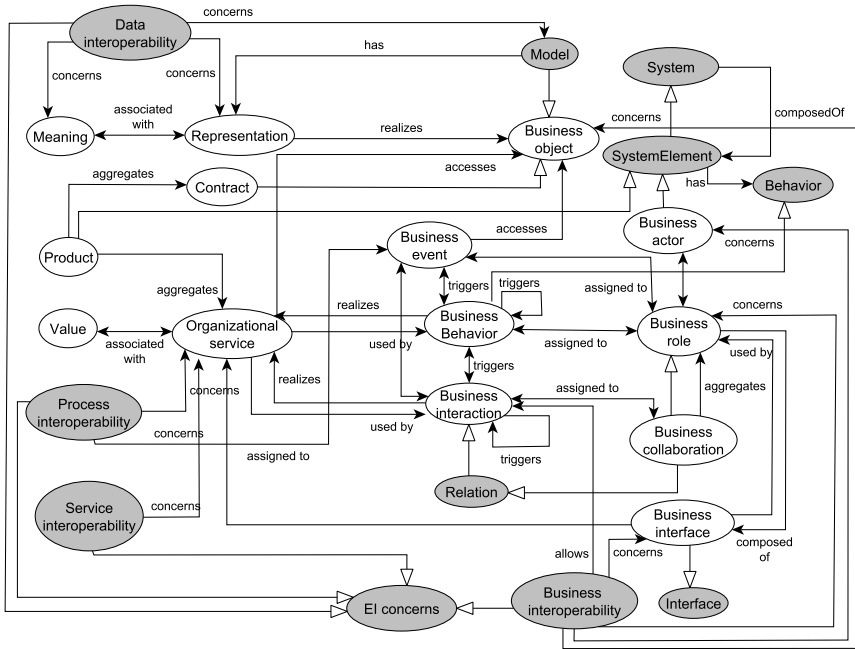 concerns
Data
interoperability
has
Model
System
concerns
concerns
associated
with
concerns
composedOf
Meaning
Representation
realizes
Business
object
SystemElement
accesses
aggregates
Contract
has
Behavior
Business
actor
accesses
Business
event
concerns
Product
triggers
triggers
assigned to
aggregates
realizes
concerns
Value
Organizational
service
Business
Behavior
Business
role
associated
with
used by
assigned to
used by
triggers
concerns
realizes
assigned to
aggregates
Process
interoperability
Business
interaction
concerns
used by
Business
collaboration
assigned to
triggers
Relation
Service
interoperability
concerns
Business
interface
composed
of
allows
concerns
EI concerns
Business
interoperability
Interface